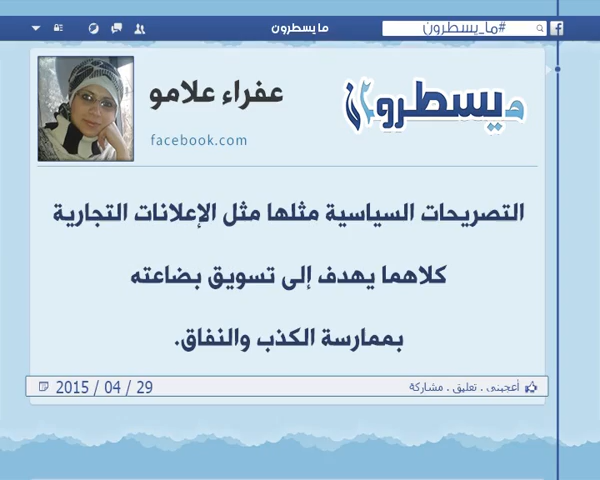 ما يسطرون
#ما_يسطرون
عفراء علامو
ما يسطرون
facebook.com
التصريحات السياسية مثلها مثل الإعلانات التجارية
كلاهما يهدف إلى تسويق بضاعته
بممارسة الكذب والنفاق.
أعجبني . تعليق . مشاركة
2015 / 04 / 29